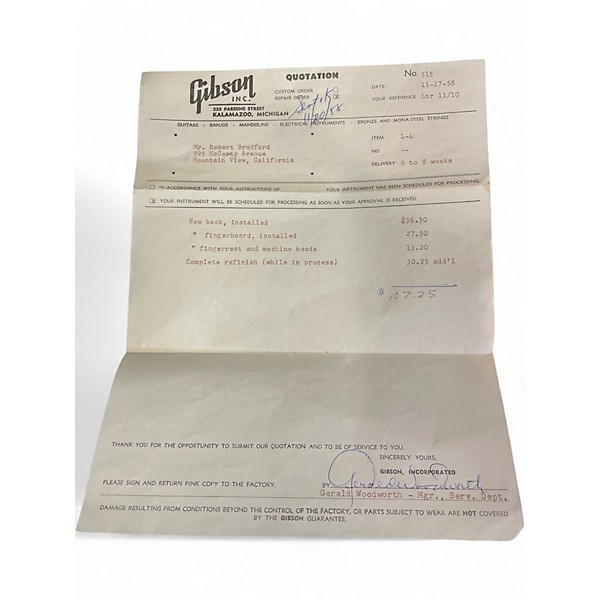 Gibson
INC.
225 PARSONS STREET
KALAMAZOO, MICHIGAN
QUOTATION
CUSTOM ORDER
REPAIR ORDER
11/20/58
No. 515
DATE 11-17-58
YOUR REFERENCE Ltr 11/10
GUITARS - BANJOS - MANDOLINS - ELECTRICAL INSTRUMENTS - BRONZE AND MONA-STEEL STRINGS
Mr. Robert Bradford
595 McCarty Avenue
Mountain View, California
ITEM L-4
NO. --
DELIVERY 6 to 8 weeks
IN ACCORDANCE WITH YOUR INSTRUCTIONS OF YOUR INSTRUMENT HAS BEEN SCHEDULED FOR PROCESSING.
YOUR INSTRUMENT WILL BE SCHEDULED FOR PROCESSING AS SOON AS YOUR APPROVAL IS RECEIVED.
New back, installed $36.30
" fingerboard, installed 27.50
" fingerrest and machine heads 13.20
Complete refinish (while in process) 30.25 add'l
$ 107.25
THANK YOU FOR THE OPPORTUNITY TO SUBMIT OUR QUOTATION AND TO BE OF SERVICE TO YOU.
SINCERELY YOURS,
GIBSON, INCORPORATED
PLEASE SIGN AND RETURN PINK COPY TO THE FACTORY.
BY Gerald Woodworth
Gerald Woodworth - Mgr., Serv. Dept.
DAMAGE RESULTING FROM CONDITIONS BEYOND THE CONTROL OF THE FACTORY, OR PARTS SUBJECT TO WEAR ARE NOT COVERED
BY THE GIBSON GUARANTEE.